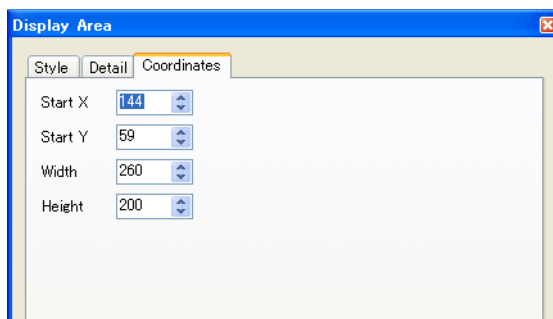 Display Area
Style Detail Coordinates
Start X 144
Start Y 59
Width 260
Height 200